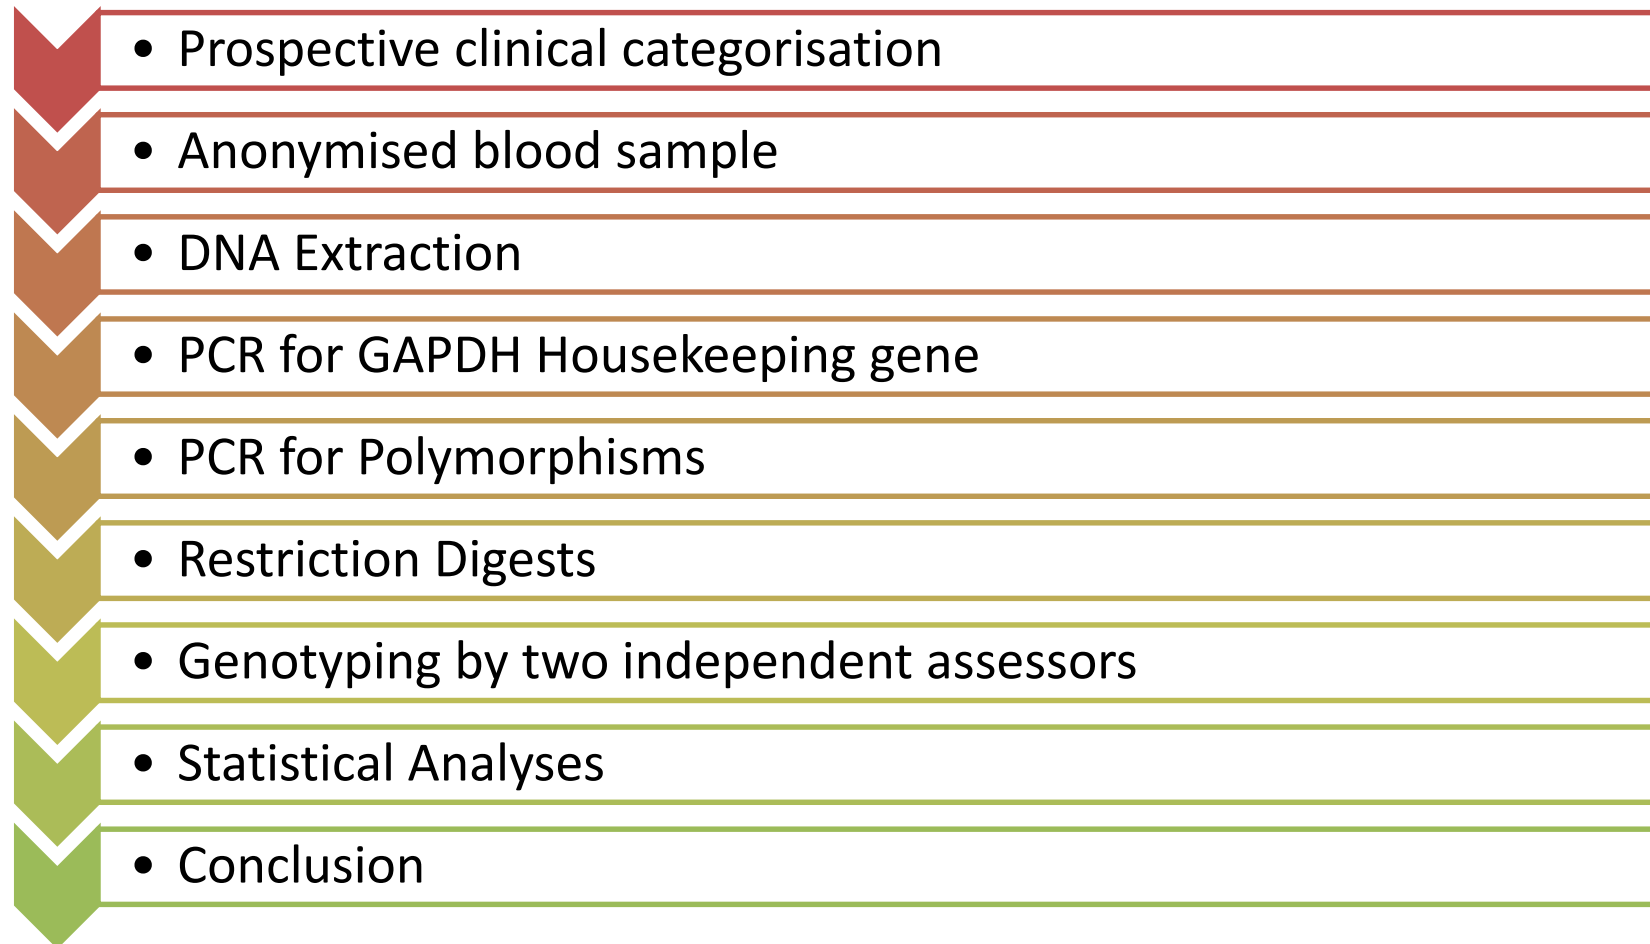 • Prospective clinical categorisation
• Anonymised blood sample
• DNA Extraction
• PCR for GAPDH Housekeeping gene
• PCR for Polymorphisms
• Restriction Digests
• Genotyping by two independent assessors
• Statistical Analyses
• Conclusion